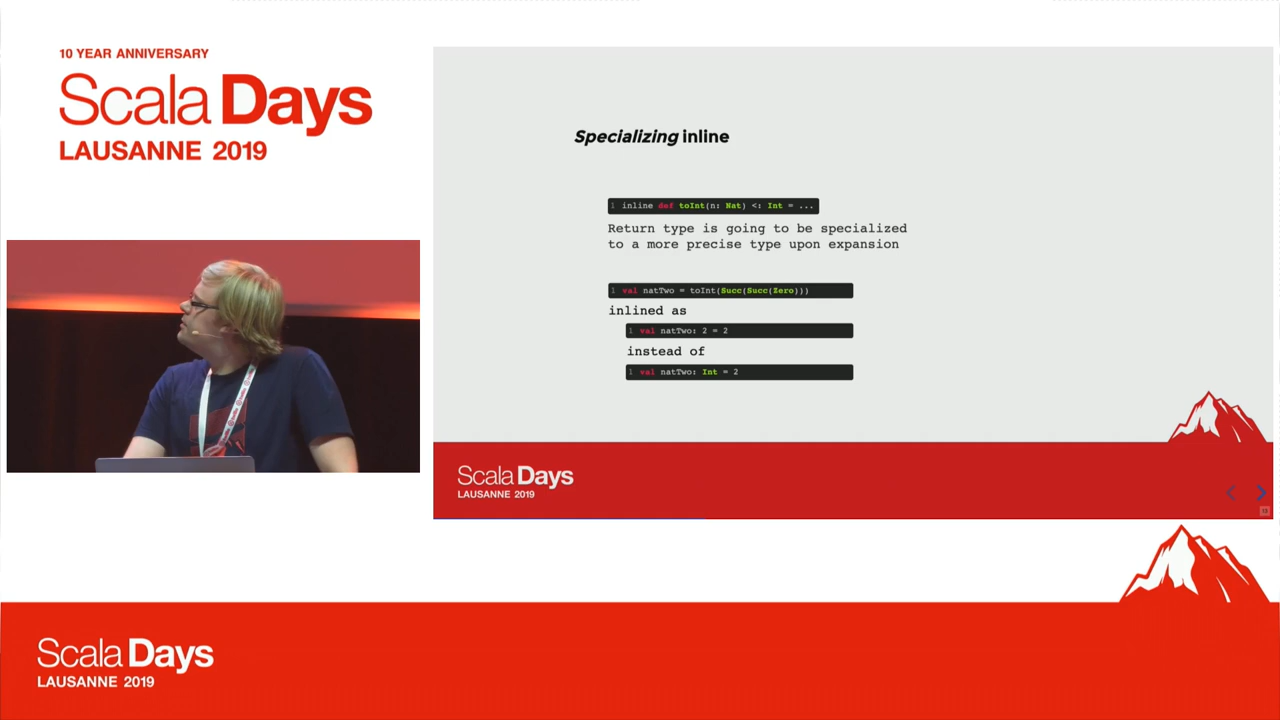 10 YEAR ANNIVERSARY
Scala Days
LAUSANNE 2019
Specializing inline
1 inline def toInt(n: Nat) <: Int = ...
Return type is going to be specialized
to a more precise type upon expansion
1 val natTwo = toInt(Succ(Succ(Zero)))
inlined as
1 val natTwo: 2 = 2
instead of
1 val natTwo: Int = 2
Scala Days
LAUSANNE 2019
Scala Days
LAUSANNE 2019